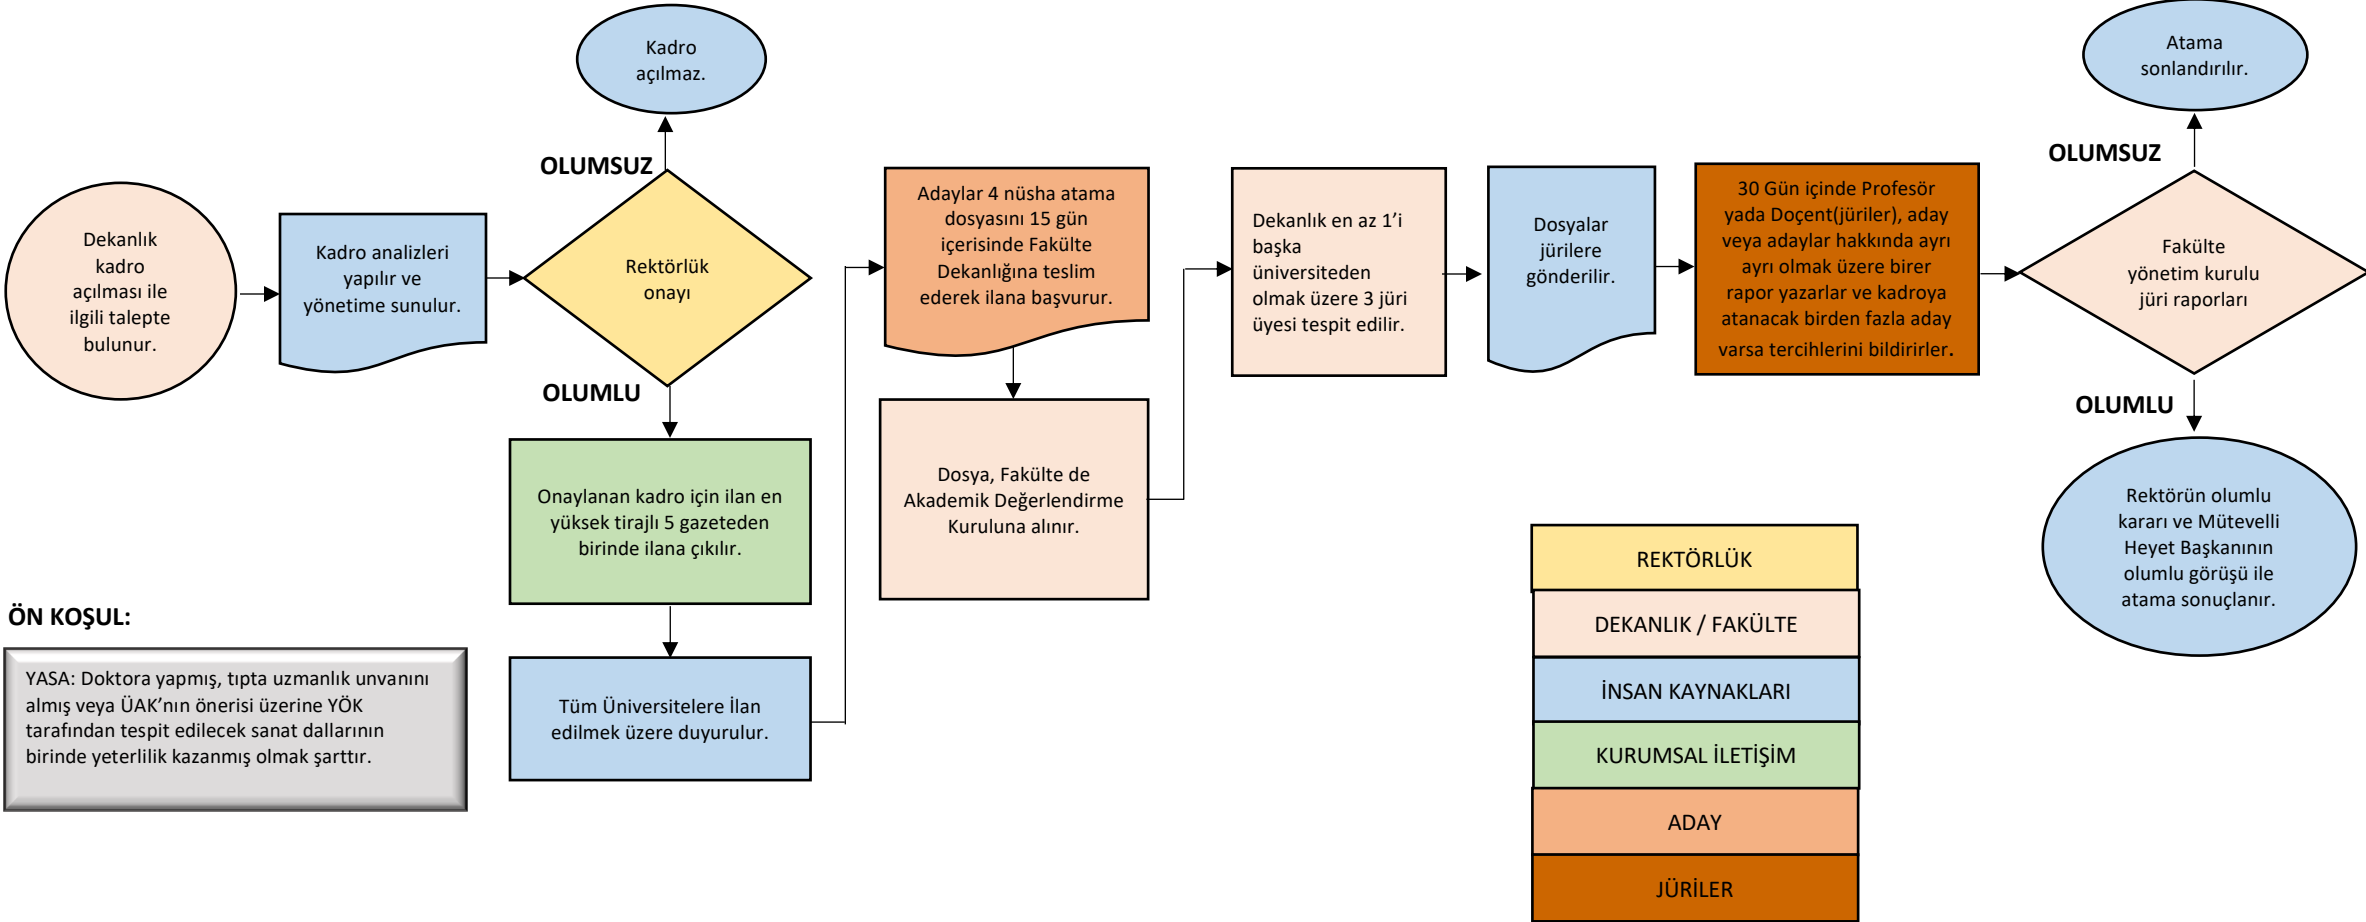 Kadro
açılmaz.
Atama
sonlandırılır.
OLUMSUZ
OLUMSUZ
Dekanlık
kadro
açılması ile
ilgili talepte
bulunur.
Kadro analizleri
yapılır ve
yönetime sunulur.
Rektörlük
onayı
Adaylar 4 nüsha atama
dosyasını 15 gün
içerisinde Fakülte
Dekanlığına teslim
ederek ilana başvurur.
Dekanlık en az 1’i
başka
üniversiteden
olmak üzere 3 jüri
üyesi tespit edilir.
Dosyalar
jürilere
gönderilir.
30 Gün içinde Profesör
yada Doçent(jüriler), aday
veya adaylar hakkında ayrı
ayrı olmak üzere birer
rapor yazarlar ve kadroya
atanacak birden fazla aday
varsa tercihlerini bildirirler.
Fakülte
yönetim kurulu
jüri raporları
OLUMLU
OLUMLU
Onaylanan kadro için ilan en
yüksek tirajlı 5 gazeteden
birinde ilana çıkılır.
Dosya, Fakülte de
Akademik Değerlendirme
Kuruluna alınır.
Rektörün olumlu
kararı ve Mütevelli
Heyet Başkanının
olumlu görüşü ile
atama sonuçlanır.
Tüm Üniversitelere İlan
edilmek üzere duyurulur.
ÖN KOŞUL:
YASA: Doktora yapmış, tıpta uzmanlık unvanını
almış veya ÜAK’nın önerisi üzerine YÖK
tarafından tespit edilecek sanat dallarının
birinde yeterlilik kazanmış olmak şarttır.
REKTÖRLÜK
DEKANLIK / FAKÜLTE
İNSAN KAYNAKLARI
KURUMSAL İLETİŞİM
ADAY
JÜRİLER